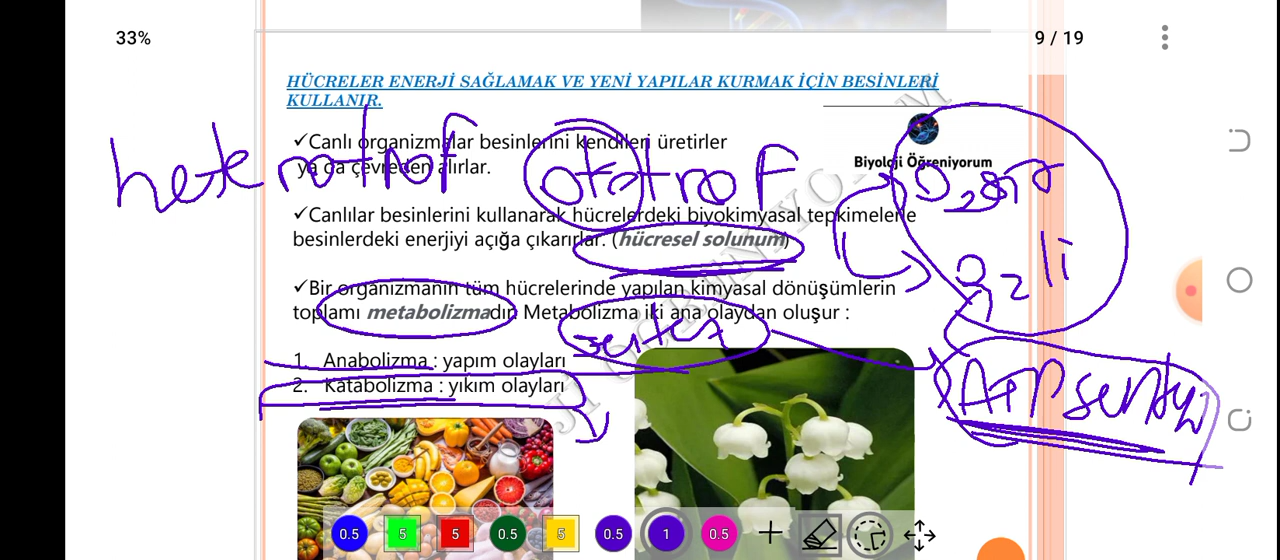 33%
9 / 19
HÜCRELER ENERJİ SAĞLAMAK VE YENİ YAPILAR KURMAK İÇİN BESİNLERİ
KULLANIR.
✓Canlı organizmalar besinlerini kendileri üretirler
ya da çevreden alırlar.
Biyoloji Öğreniyorum
heterotrof ototrof
O2 siz
O2 li
✓Canlılar besinlerini kullanarak hücrelerdeki biyokimyasal tepkimelerle
besinlerdeki enerjiyi açığa çıkarırlar. (hücresel solunum)
✓Bir organizmanın tüm hücrelerinde yapılan kimyasal dönüşümlerin
toplamı metabolizmadır. Metabolizma iki ana olaydan oluşur :
sentez
1. Anabolizma : yapım olayları
2. Katabolizma : yıkım olayları
ATP sentezi
0.5 5 5 0.5 5 0.5 1 0.5